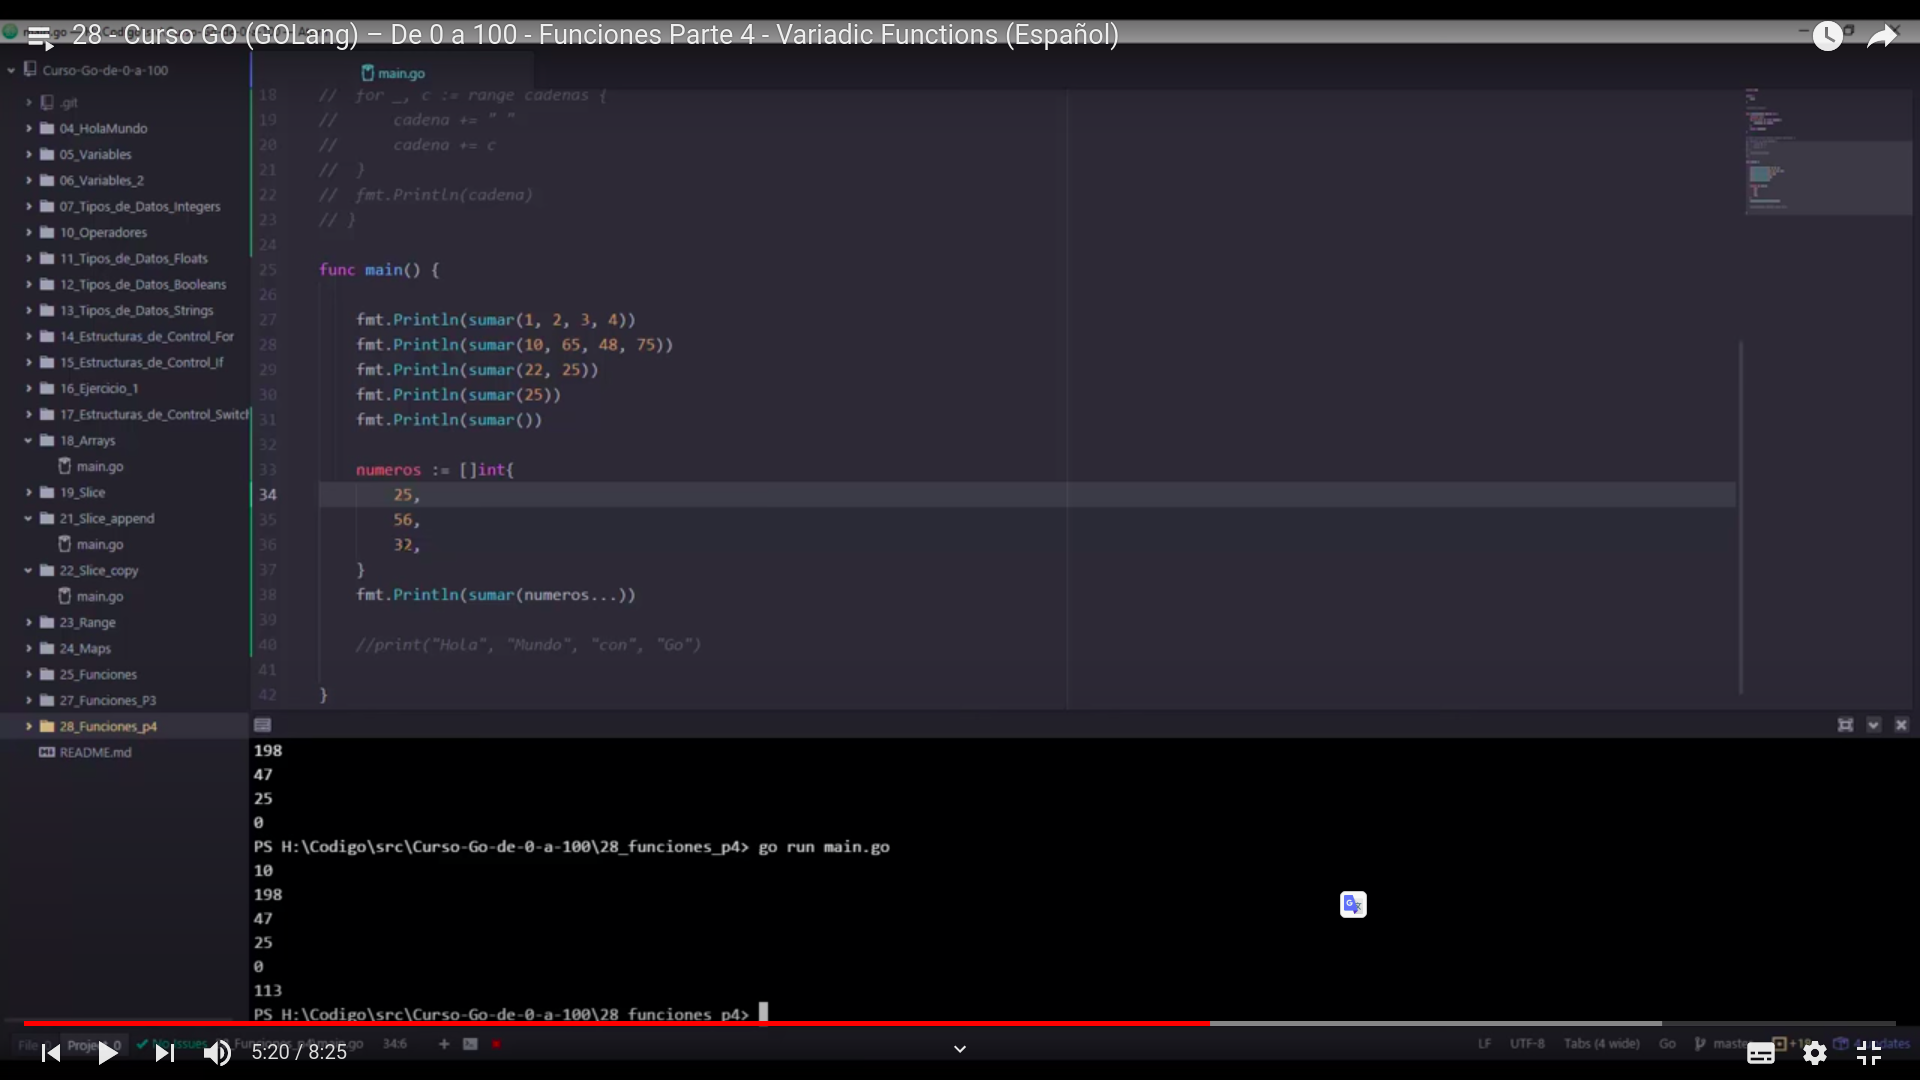 28 - Curso GO (GOLang) – De 0 a 100 - Funciones Parte 4 - Variadic Functions (Español)
Curso-Go-de-0-a-100
.git
04_HolaMundo
05_Variables
06_Variables_2
07_Tipos_de_Datos_Integers
10_Operadores
11_Tipos_de_Datos_Floats
12_Tipos_de_Datos_Booleans
13_Tipos_de_Datos_Strings
14_Estructuras_de_Control_For
15_Estructuras_de_Control_If
16_Ejercicio_1
17_Estructuras_de_Control_Switch
18_Arrays
main.go
19_Slice
21_Slice_append
main.go
22_Slice_copy
main.go
23_Range
24_Maps
25_Funciones
27_Funciones_P3
28_Funciones_p4
README.md
main.go
18 // for _, c := range cadenas {
19 // cadena += " "
20 // cadena += c
21 // }
22 // fmt.Println(cadena)
23 // }
24
25 func main() {
26
27 fmt.Println(sumar(1, 2, 3, 4))
28 fmt.Println(sumar(10, 65, 48, 75))
29 fmt.Println(sumar(22, 25))
30 fmt.Println(sumar(25))
31 fmt.Println(sumar())
32
33 numeros := []int{
34 25,
35 56,
36 32,
37 }
38 fmt.Println(sumar(numeros...))
39
40 //print("Hola", "Mundo", "con", "Go")
41
42 }
198
47
25
0
PS H:\Codigo\src\Curso-Go-de-0-a-100\28_funciones_p4> go run main.go
10
198
47
25
0
113
PS H:\Codigo\src\Curso-Go-de-0-a-100\28_funciones_p4>
File 0 Project 0 No Issues main.go 34:6 LF UTF-8 Tabs (4 wide) Go
5:20 / 8:25